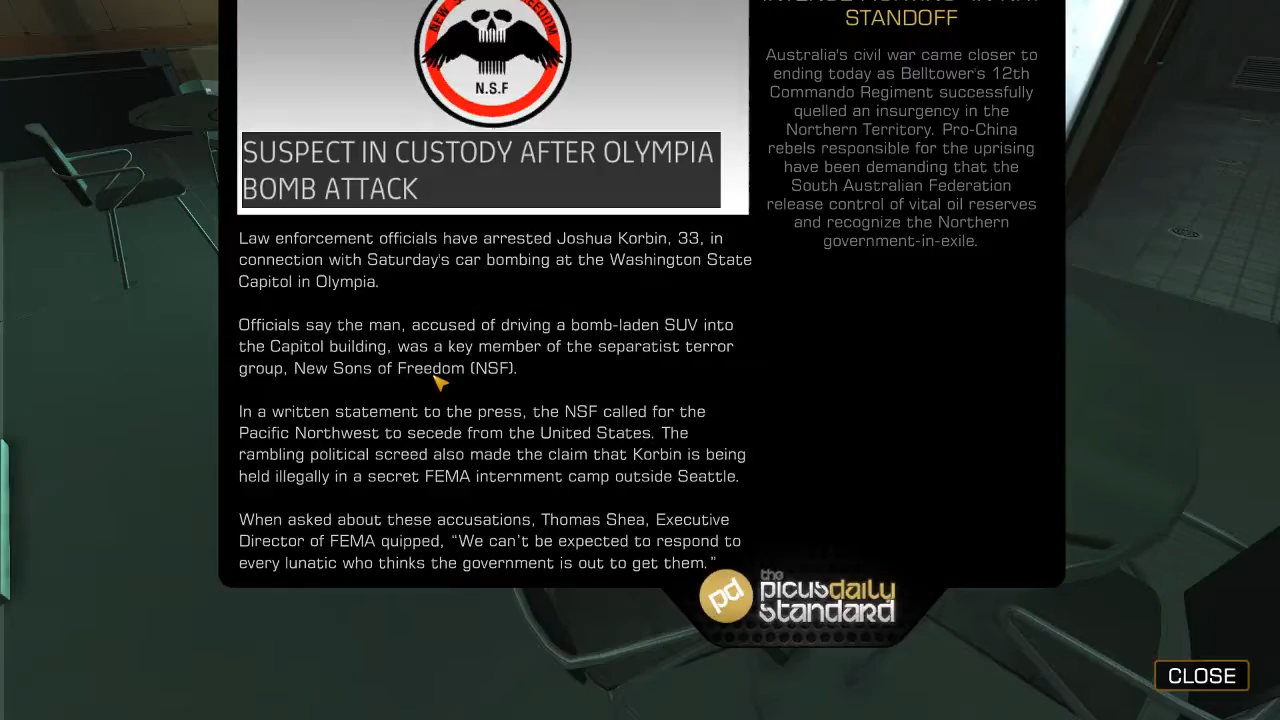 NEW S
EEDOM
N.S.F
SUSPECT IN CUSTODY AFTER OLYMPIA
BOMB ATTACK
Law enforcement officials have arrested Joshua Korbin, 33, in
connection with Saturday's car bombing at the Washington State
Capitol in Olympia.
Officials say the man, accused of driving a bomb-laden SUV into
the Capitol building, was a key member of the separatist terror
group, New Sons of Freedom (NSF).
In a written statement to the press, the NSF called for the
Pacific Northwest to secede from the United States. The
rambling political screed also made the claim that Korbin is being
held illegally in a secret FEMA internment camp outside Seattle.
When asked about these accusations, Thomas Shea, Executive
Director of FEMA quipped, “We can't be expected to respond to
every lunatic who thinks the government is out to get them.”
STANDOFF
Australia's civil war came closer to
ending today as Belltower's 12th
Commando Regiment successfully
quelled an insurgency in the
Northern Territory. Pro-China
rebels responsible for the uprising
have been demanding that the
South Australian Federation
release control of vital oil reserves
and recognize the Northern
government-in-exile.
pd
the
picusdaily
standard
CLOSE